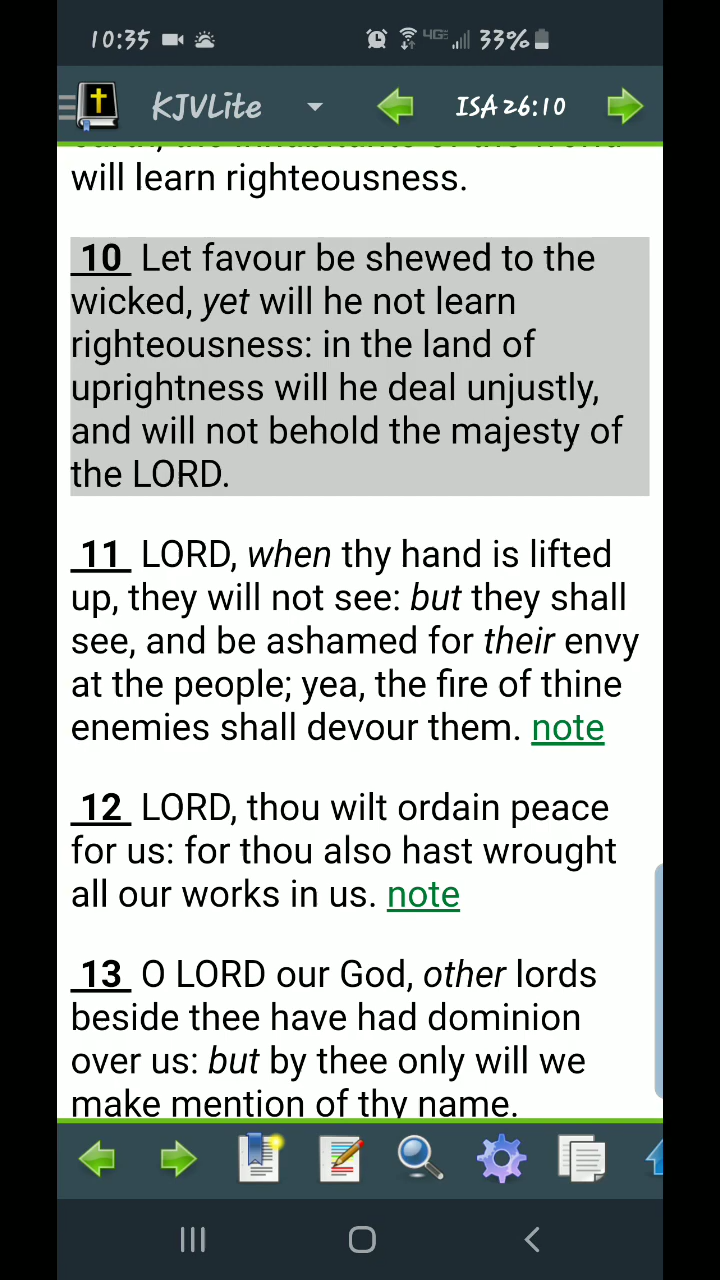 10:35 4GE 33%
KJVLite ISA 26:10
will learn righteousness.
10 Let favour be shewed to the
wicked, yet will he not learn
righteousness: in the land of
uprightness will he deal unjustly,
and will not behold the majesty of
the LORD.
11 LORD, when thy hand is lifted
up, they will not see: but they shall
see, and be ashamed for their envy
at the people; yea, the fire of thine
enemies shall devour them. note
12 LORD, thou wilt ordain peace
for us: for thou also hast wrought
all our works in us. note
13 O LORD our God, other lords
beside thee have had dominion
over us: but by thee only will we
make mention of thy name.